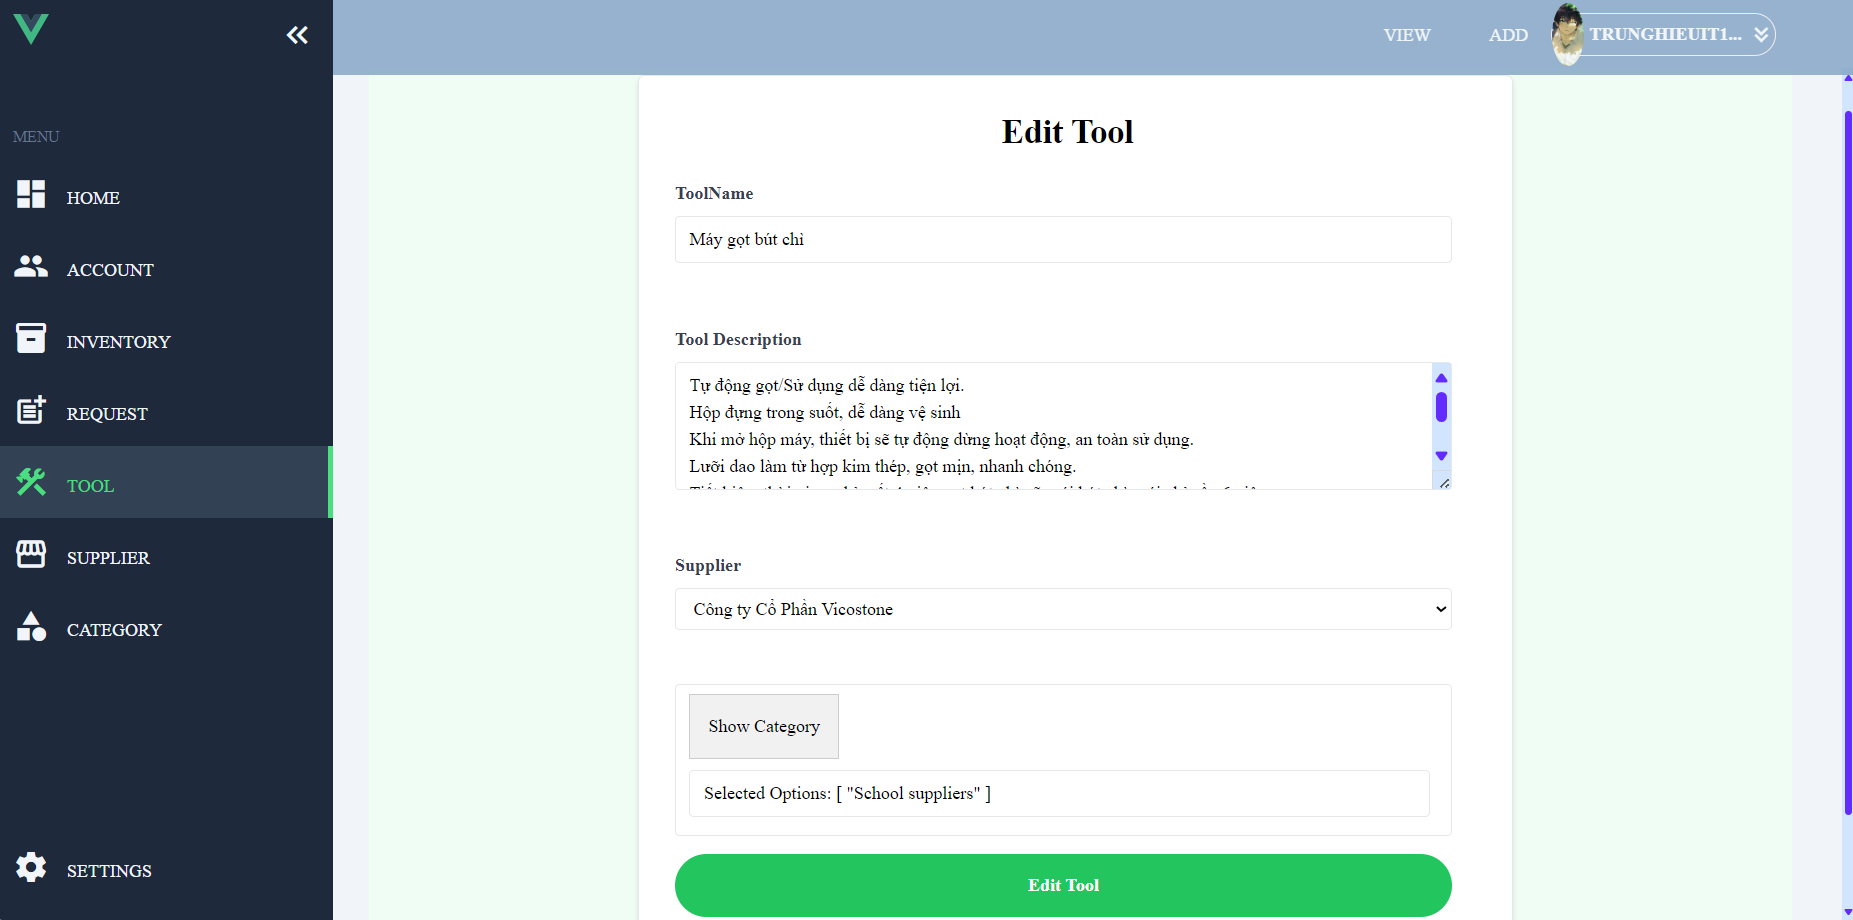 VIEW
ADD
TRUNGHIEUIT1...
MENU
HOME
ACCOUNT
INVENTORY
REQUEST
TOOL
SUPPLIER
CATEGORY
SETTINGS
Edit Tool
ToolName
Máy gọt bút chì
Tool Description
Tự động gọt/Sử dụng dễ dàng tiện lợi.
Hộp đựng trong suốt, dễ dàng vệ sinh
Khi mở hộp máy, thiết bị sẽ tự động dừng hoạt động, an toàn sử dụng.
Lưỡi dao làm từ hợp kim thép, gọt mịn, nhanh chóng.
Supplier
Công ty Cổ Phần Vicostone
Show Category
Selected Options: [ "School suppliers" ]
Edit Tool